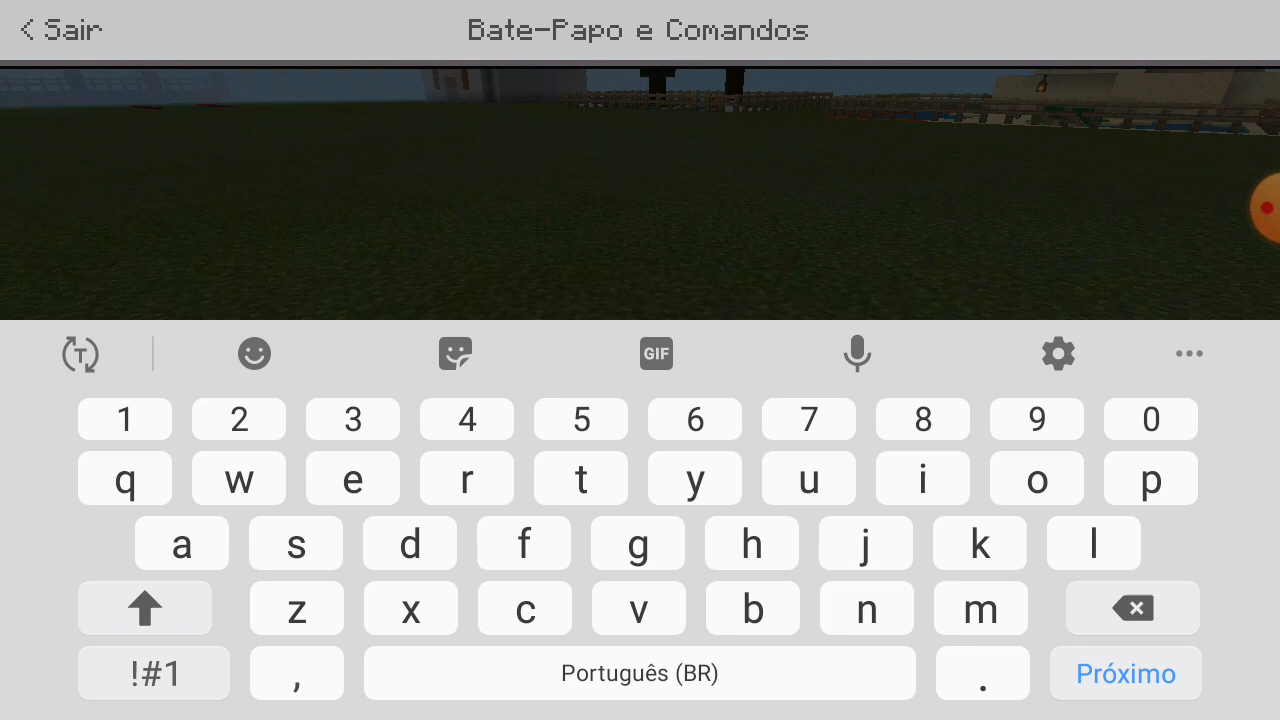 Sair
Bate-Papo e Comandos
T
GIF
1 2 3 4 5 6 7 8 9 0
q w e r t y u i o p
a s d f g h j k l
z x c v b n m
!#1 , Português (BR) . Próximo